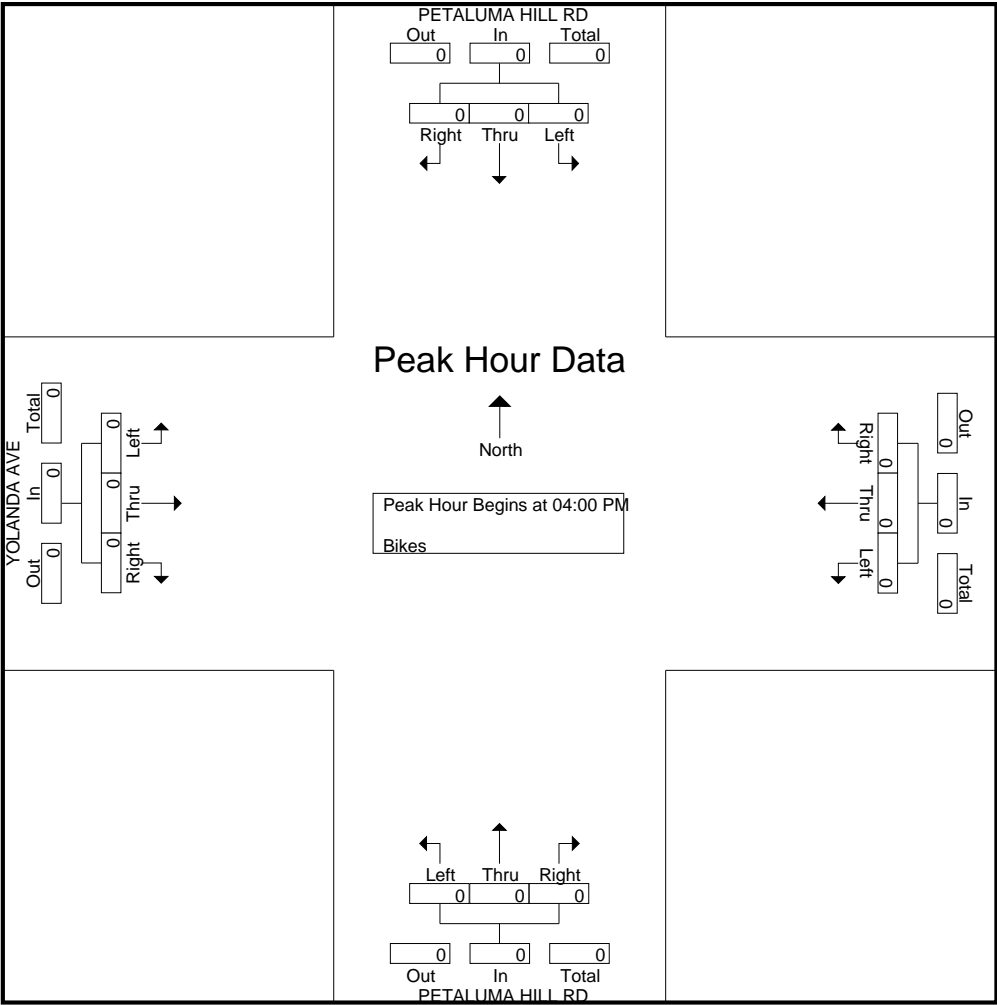 PETALUMA HILL RD
Out In Total
0 0 0
0 0 0
Right Thru Left
Peak Hour Data
North
Peak Hour Begins at 04:00 PM
Bikes
YOLANDA AVE
Out In Total
0 0 0
0 0 0
Left Thru Right
Out In Total
0 0 0
0 0 0
Right Thru Left
Left Thru Right
0 0 0
0 0 0
Out In Total
PETALUMA HILL RD